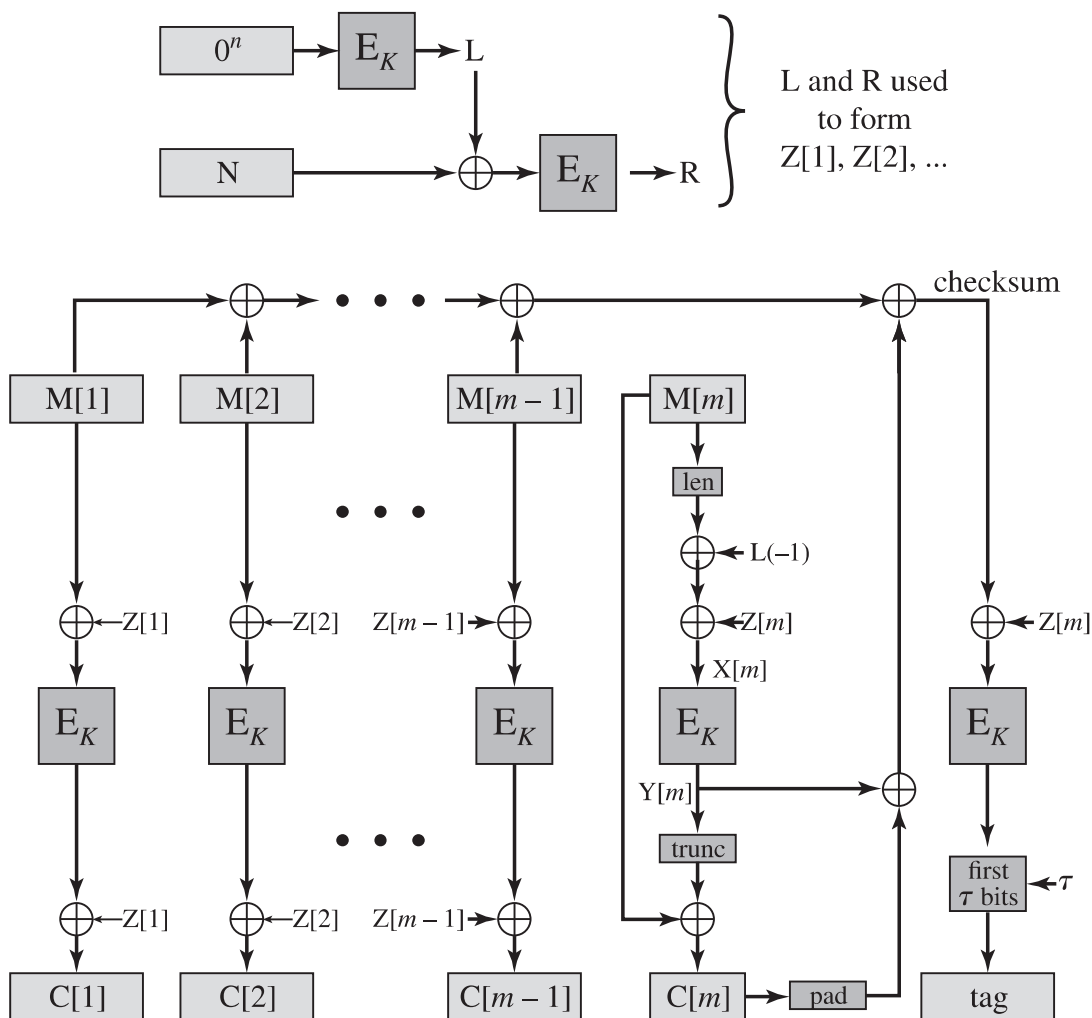 0ⁿ
E_K
L
N
E_K
R
L and R used
to form
Z[1], Z[2], ...
checksum
M[1]
M[2]
M[m – 1]
M[m]
len
L(–1)
Z[1]
Z[2]
Z[m – 1]
Z[m]
Z[m]
X[m]
E_K
E_K
E_K
E_K
E_K
Y[m]
trunc
first
τ bits
τ
Z[1]
Z[2]
Z[m – 1]
C[1]
C[2]
C[m – 1]
C[m]
pad
tag